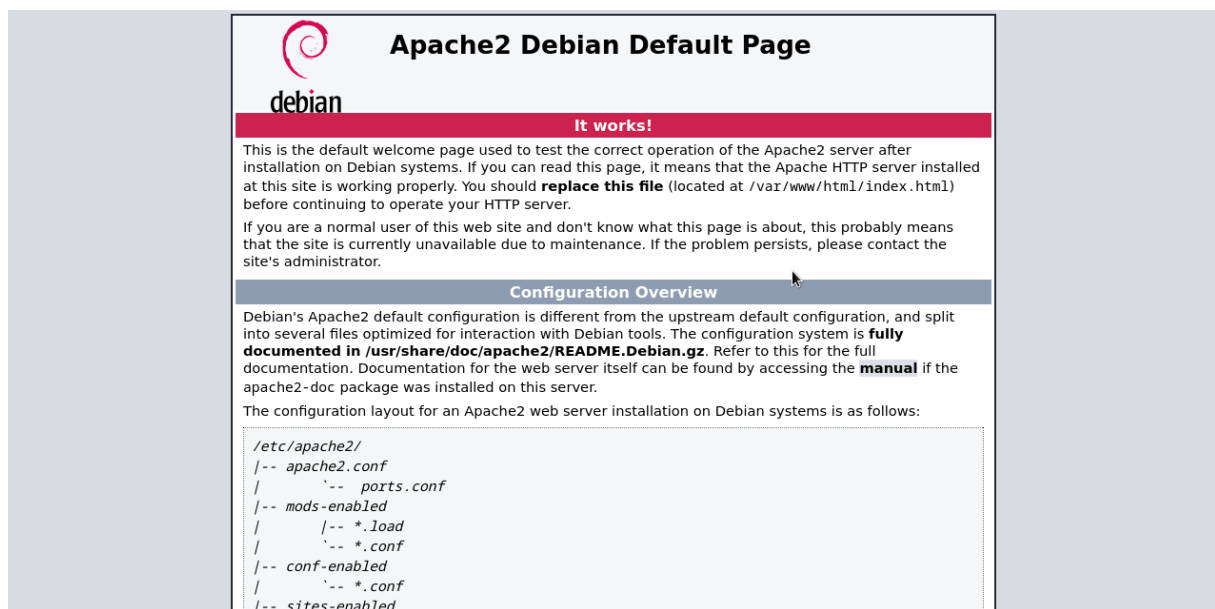 debian
Apache2 Debian Default Page
It works!
This is the default welcome page used to test the correct operation of the Apache2 server after
installation on Debian systems. If you can read this page, it means that the Apache HTTP server installed
at this site is working properly. You should replace this file (located at /var/www/html/index.html)
before continuing to operate your HTTP server.
If you are a normal user of this web site and don't know what this page is about, this probably means
that the site is currently unavailable due to maintenance. If the problem persists, please contact the
site's administrator.
Configuration Overview
Debian's Apache2 default configuration is different from the upstream default configuration, and split
into several files optimized for interaction with Debian tools. The configuration system is fully
documented in /usr/share/doc/apache2/README.Debian.gz. Refer to this for the full
documentation. Documentation for the web server itself can be found by accessing the manual if the
apache2-doc package was installed on this server.
The configuration layout for an Apache2 web server installation on Debian systems is as follows:
/etc/apache2/
|-- apache2.conf
|       `--  ports.conf
|-- mods-enabled
|       |-- *.load
|       `-- *.conf
|-- conf-enabled
|       `-- *.conf
|-- sites-enabled